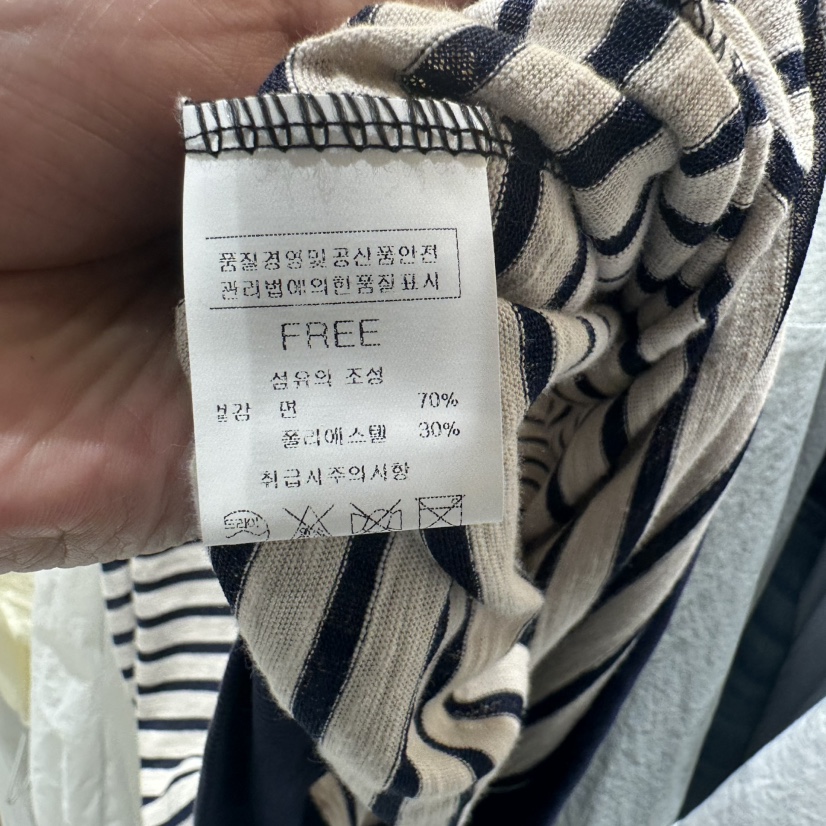 품질경영및공산품안전
관리법에의한품질표시
FREE
섬유의 조성
겉감 면 70%
폴리에스텔 30%
취급시주의사항
드라이